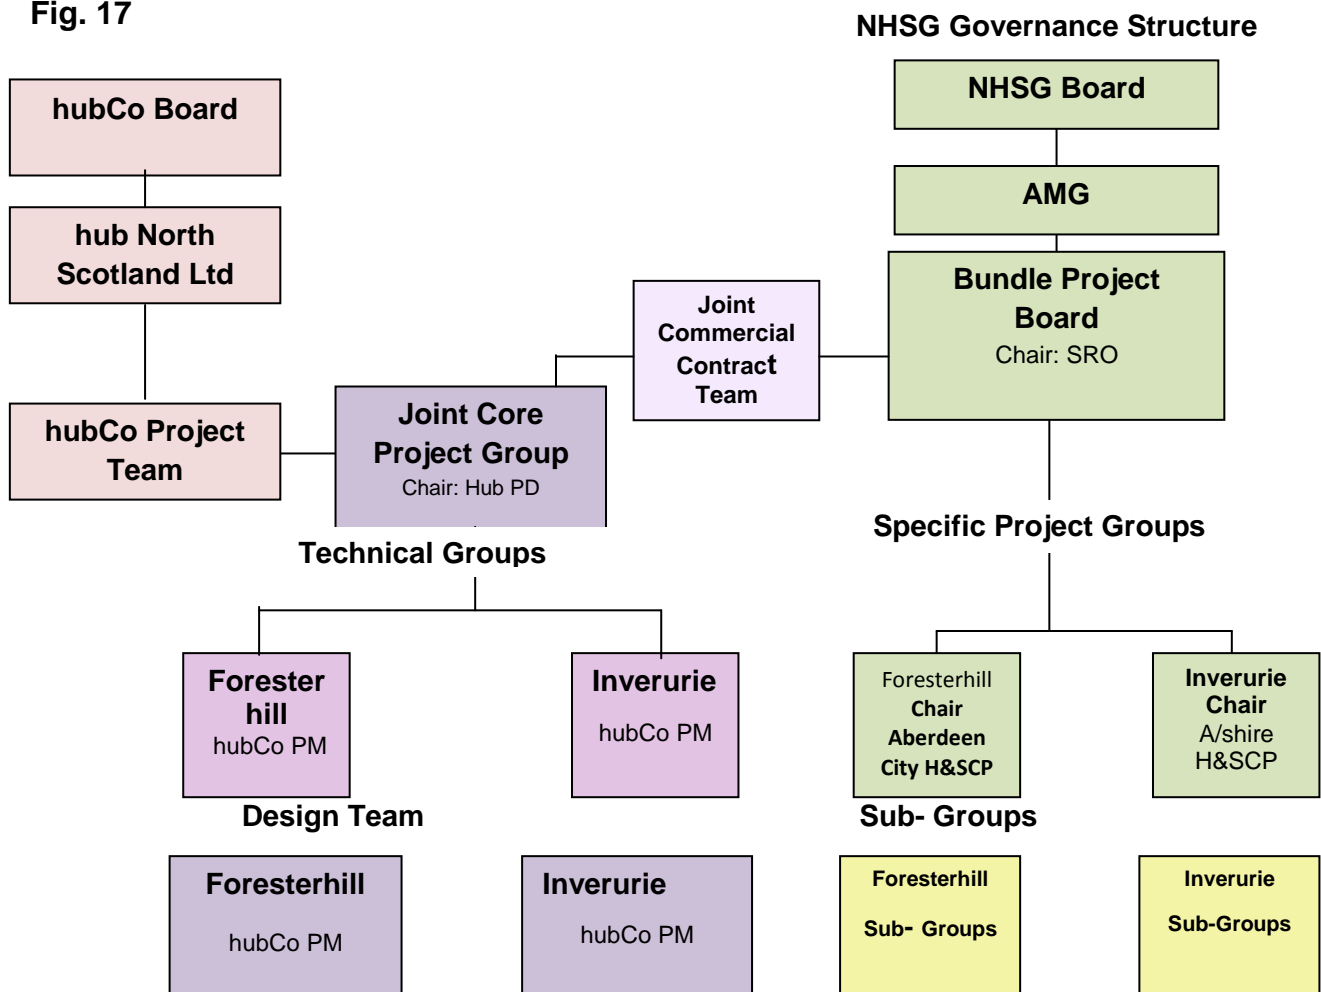 Fig. 17
NHSG Governance Structure
hubCo Board
NHSG Board
AMG
hub North
Scotland Ltd
Bundle Project
Board
Chair: SRO
Joint
Commercial
Contract
Team
hubCo Project
Team
Joint Core
Project Group
Chair: Hub PD
Specific Project Groups
Technical Groups
Forester
hill
hubCo PM
Inverurie
hubCo PM
Foresterhill
Chair
Aberdeen
City H&SCP
Inverurie
Chair
A/shire
H&SCP
Design Team
Sub- Groups
Foresterhill
hubCo PM
Inverurie
hubCo PM
Foresterhill
Sub- Groups
Inverurie
Sub-Groups